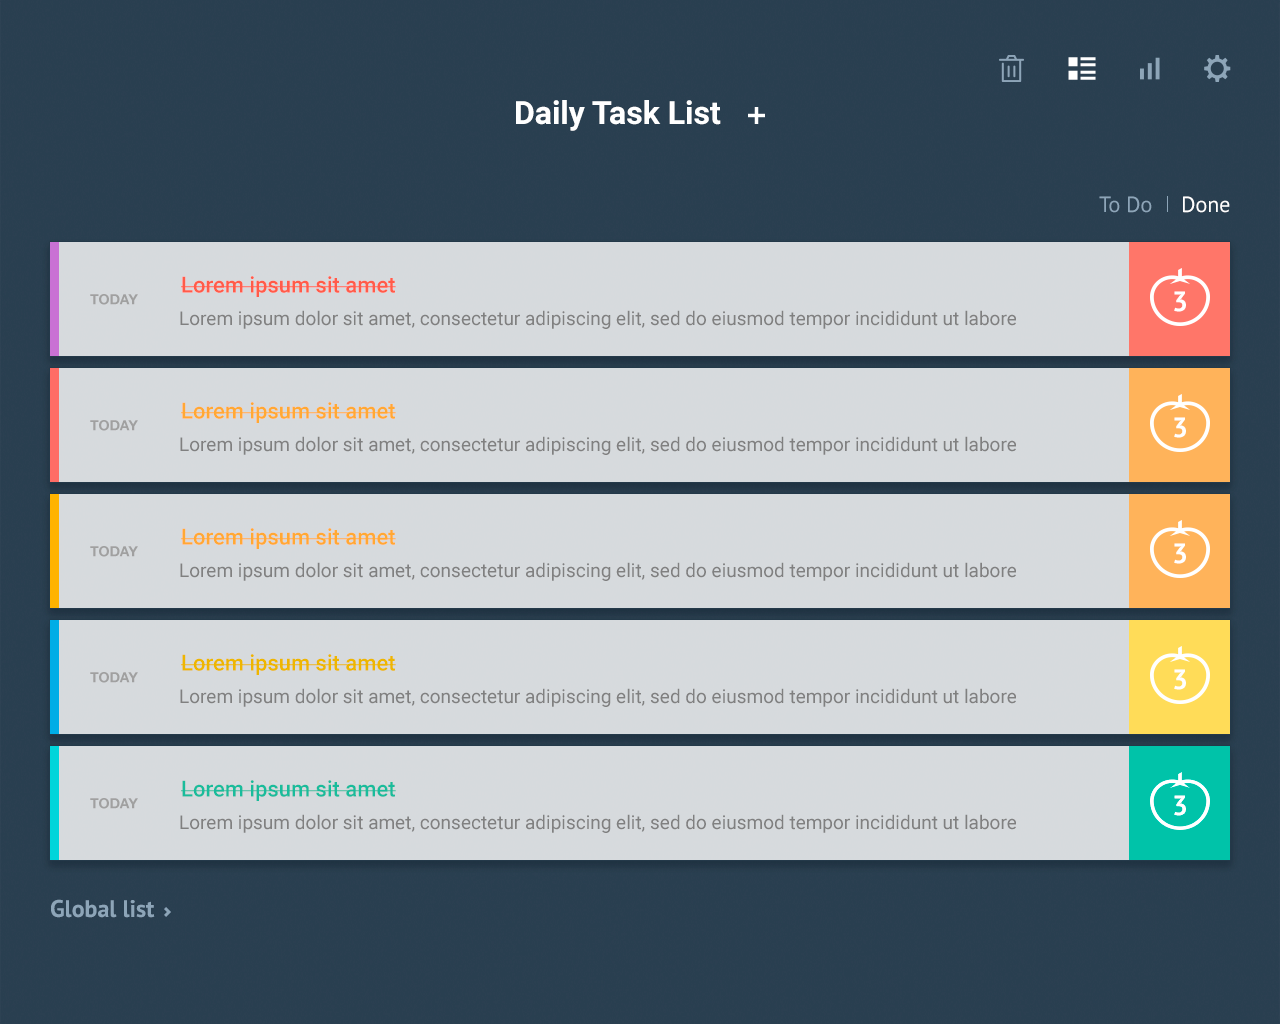 Daily Task List +
To Do | Done
TODAY
Lorem ipsum sit amet
Lorem ipsum dolor sit amet, consectetur adipiscing elit, sed do eiusmod tempor incididunt ut labore
3
TODAY
Lorem ipsum sit amet
Lorem ipsum dolor sit amet, consectetur adipiscing elit, sed do eiusmod tempor incididunt ut labore
3
TODAY
Lorem ipsum sit amet
Lorem ipsum dolor sit amet, consectetur adipiscing elit, sed do eiusmod tempor incididunt ut labore
3
TODAY
Lorem ipsum sit amet
Lorem ipsum dolor sit amet, consectetur adipiscing elit, sed do eiusmod tempor incididunt ut labore
3
TODAY
Lorem ipsum sit amet
Lorem ipsum dolor sit amet, consectetur adipiscing elit, sed do eiusmod tempor incididunt ut labore
3
Global list ›